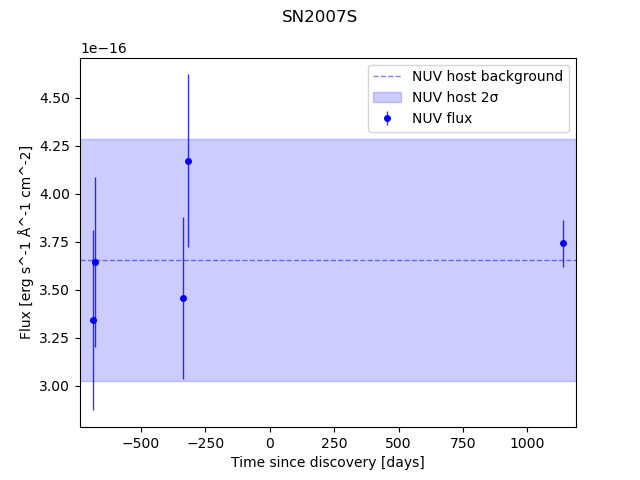 SN2007S
1e−16
NUV host background
NUV host 2σ
NUV flux
4.50
4.25
4.00
3.75
3.50
3.25
3.00
Flux [erg s^-1 Å^-1 cm^-2]
−500 −250 0 250 500 750 1000
Time since discovery [days]